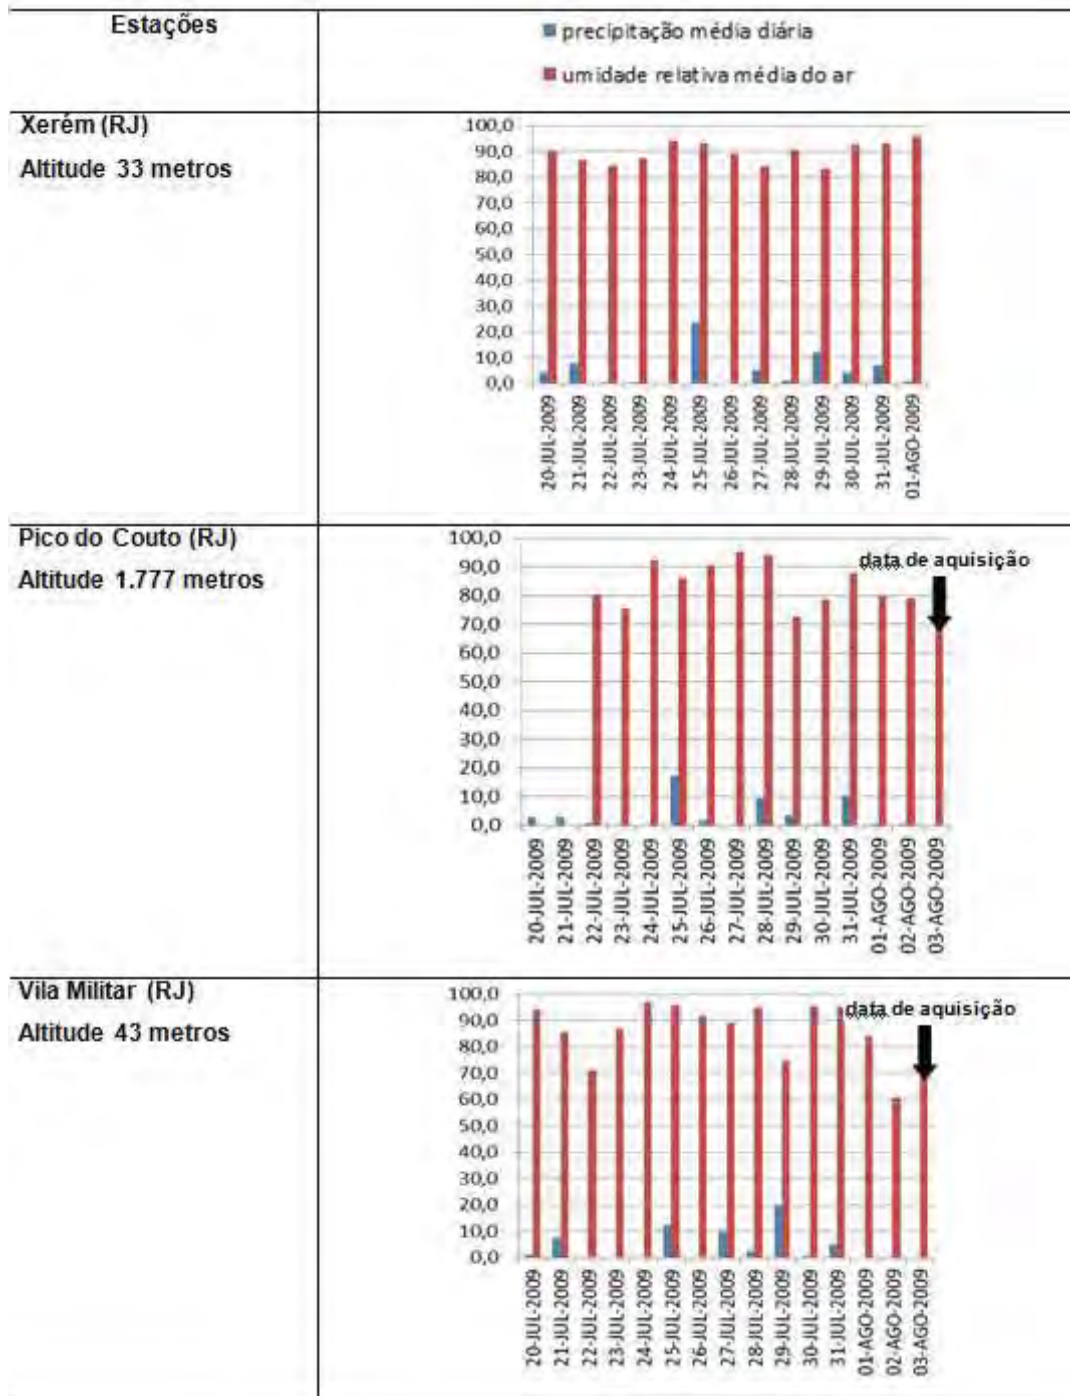 Estações
precipitação média diária
umidade relativa média do ar
Xerém (RJ)
Altitude 33 metros
100,0
90,0
80,0
70,0
60,0
50,0
40,0
30,0
20,0
10,0
0,0
20-JUL-2009
21-JUL-2009
22-JUL-2009
23-JUL-2009
24-JUL-2009
25-JUL-2009
26-JUL-2009
27-JUL-2009
28-JUL-2009
29-JUL-2009
30-JUL-2009
31-JUL-2009
01-AGO-2009
Pico do Couto (RJ)
Altitude 1.777 metros
data de aquisição
100,0
90,0
80,0
70,0
60,0
50,0
40,0
30,0
20,0
10,0
0,0
20-JUL-2009
21-JUL-2009
22-JUL-2009
23-JUL-2009
24-JUL-2009
25-JUL-2009
26-JUL-2009
27-JUL-2009
28-JUL-2009
29-JUL-2009
30-JUL-2009
31-JUL-2009
01-AGO-2009
02-AGO-2009
03-AGO-2009
Vila Militar (RJ)
Altitude 43 metros
data de aquisição
100,0
90,0
80,0
70,0
60,0
50,0
40,0
30,0
20,0
10,0
0,0
20-JUL-2009
21-JUL-2009
22-JUL-2009
23-JUL-2009
24-JUL-2009
25-JUL-2009
26-JUL-2009
27-JUL-2009
28-JUL-2009
29-JUL-2009
30-JUL-2009
31-JUL-2009
01-AGO-2009
02-AGO-2009
03-AGO-2009